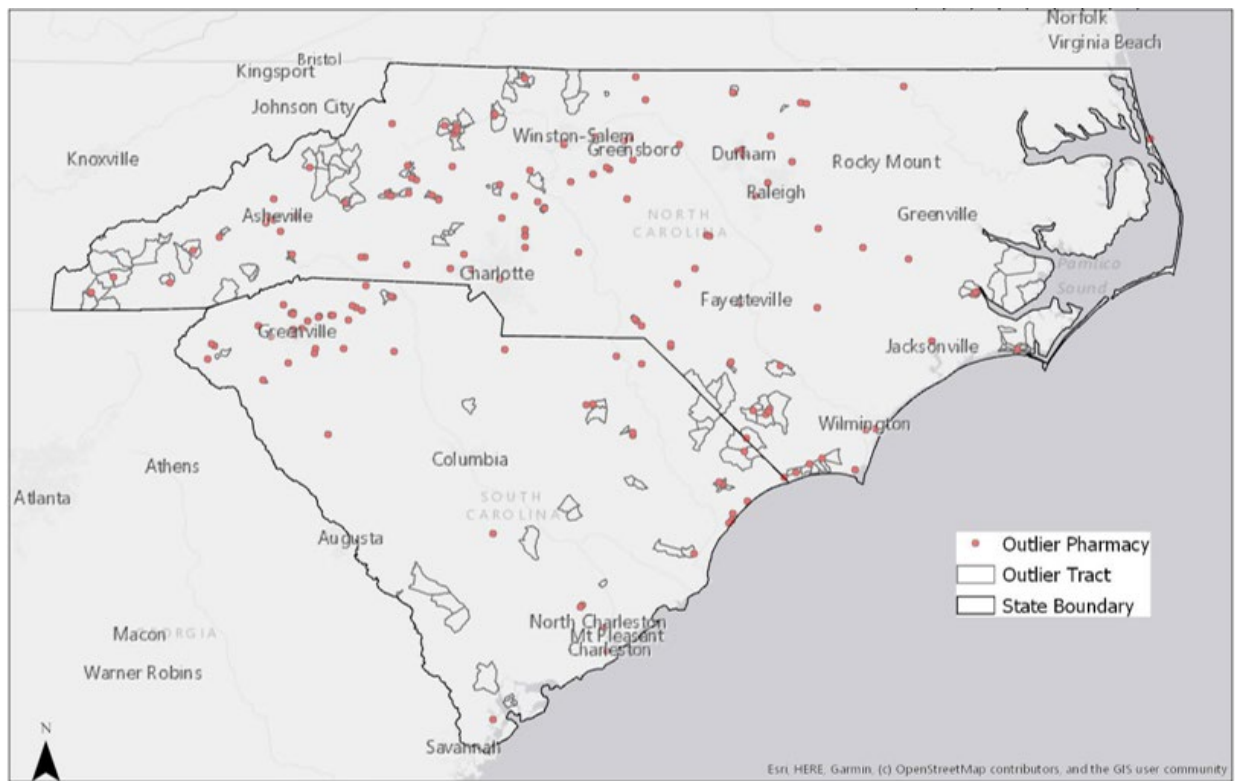 Norfolk
Virginia Beach
Bristol
Kingsport
Johnson City
Knoxville
Winston-Salem
Greensboro
Durham
Rocky Mount
Raleigh
Asheville
NORTH
CAROLINA
Greenville
Charlotte
Pamlico
Sound
Fayetteville
Greenville
Jacksonville
Wilmington
Athens
Columbia
Atlanta
SOUTH
CAROLINA
Augusta
Outlier Pharmacy
Outlier Tract
State Boundary
North Charleston
Mt Pleasant
Charleston
Macon
GEORGIA
Warner Robins
N
Savannah
Esri, HERE, Garmin, (c) OpenStreetMap contributors, and the GIS user community